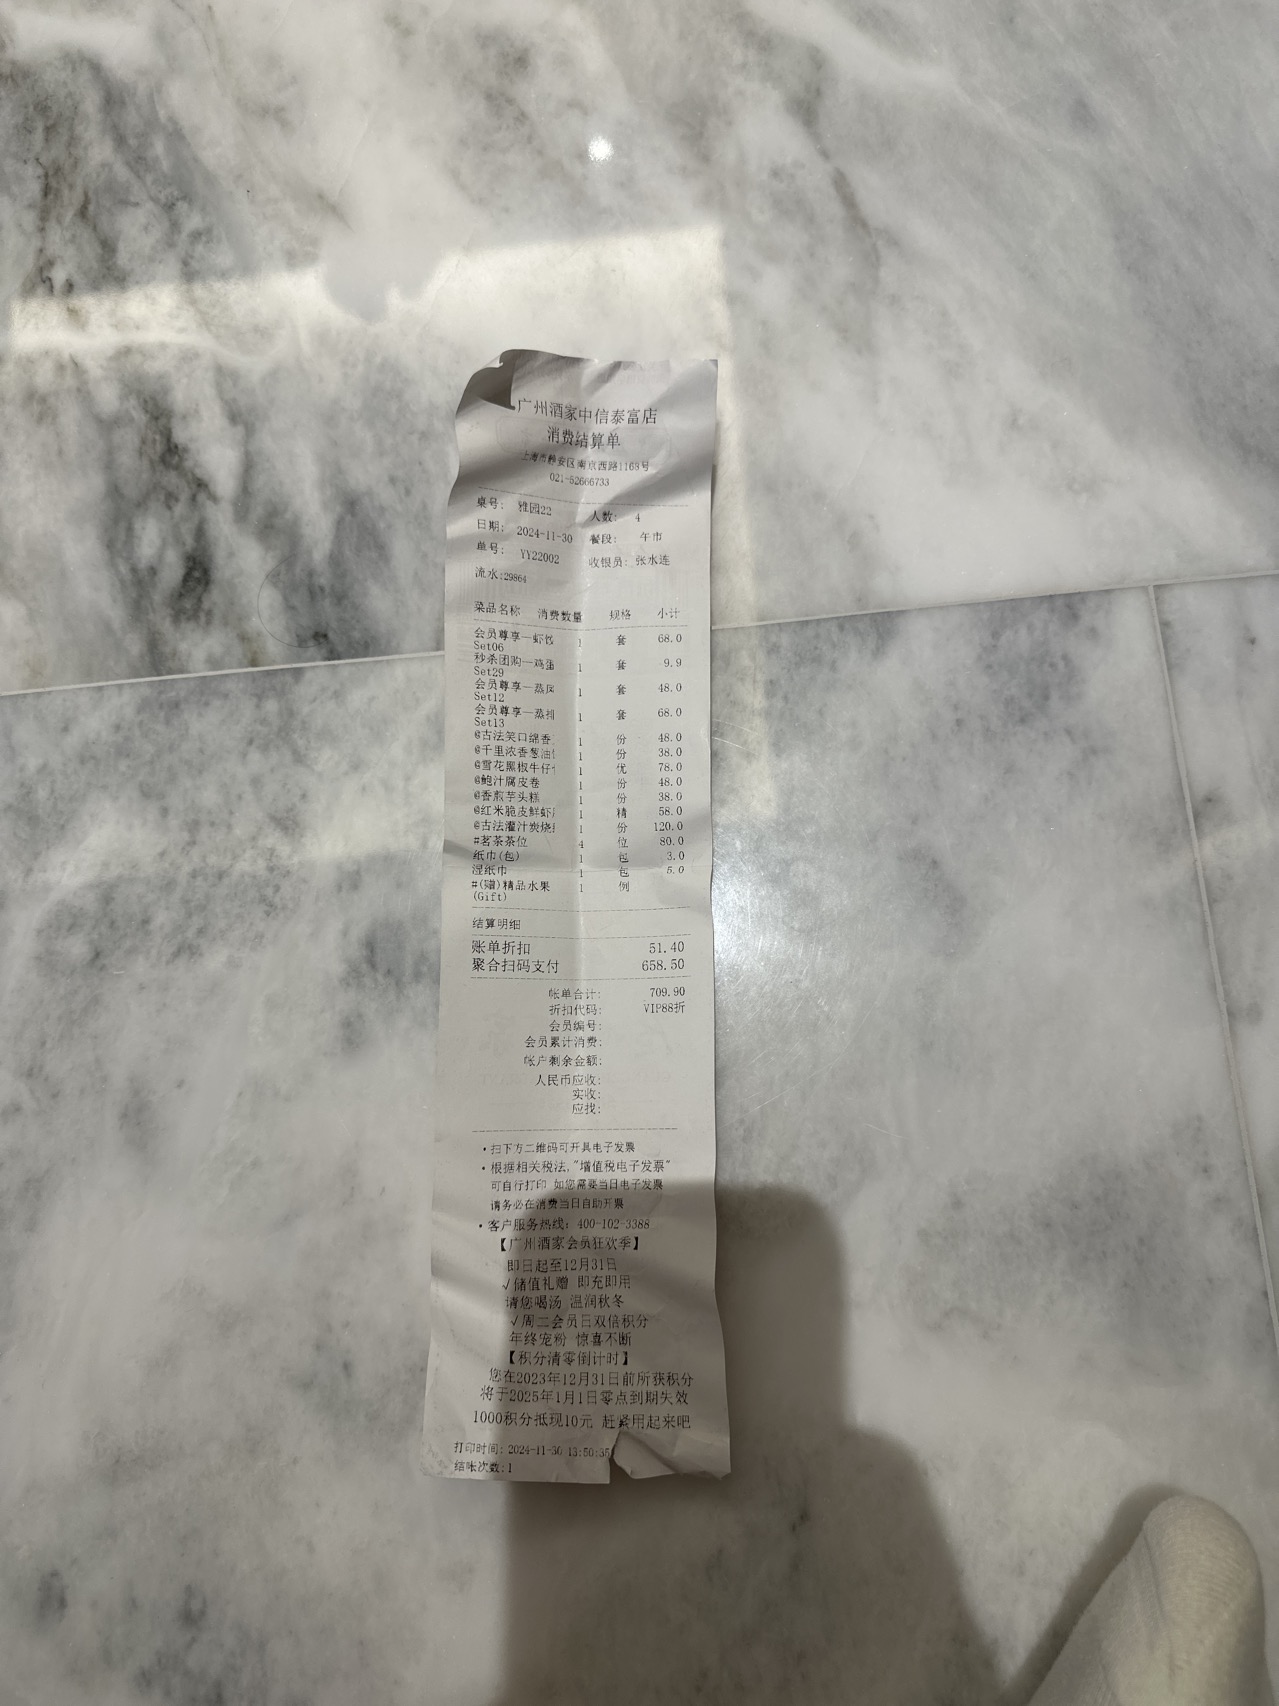 广州酒家中信泰富店
消费结算单
上海市静安区南京西路1168号
021-52666733
桌号: 雅园22 人数: 4
日期: 2024-11-30 餐段: 午市
单号: YY22002 收银员: 张水连
流水:29864
菜品名称 消费数量 规格 小计
会员尊享—虾饺 1 套 68.0
Set06
秒杀团购—鸡蛋 1 套 9.9
Set29
会员尊享—蒸凤 1 套 48.0
Set12
会员尊享—蒸排 1 套 68.0
Set13
@古法笑口绵香 1 份 48.0
@千里浓香葱油 1 份 38.0
@雪花黑椒牛仔 1 优 78.0
@鲍汁腐皮卷 1 份 48.0
@香煎芋头糕 1 份 38.0
@红米脆皮鲜虾 1 精 58.0
@古法灌汁炭烧 1 份 120.0
#茗茶茶位 4 位 80.0
纸巾(包) 1 包 3.0
湿纸巾 1 包 5.0
#(赠)精品水果 1 例
(Gift)
结算明细
账单折扣 51.40
聚合扫码支付 658.50
帐单合计: 709.90
折扣代码: VIP88折
会员编号:
会员累计消费:
帐户剩余金额:
人民币应收:
实收:
应找:
·扫下方二维码可开具电子发票
·根据相关税法,"增值税电子发票"
可自行打印 如您需要当日电子发票
请务必在消费当日自助开票
·客户服务热线: 400-102-3388
【广州酒家会员狂欢季】
即日起至12月31日
√储值礼赠 即充即用
请您喝汤 温润秋冬
√周二会员日双倍积分
年终宠粉 惊喜不断
【积分清零倒计时】
您在2023年12月31日前所获积分
将于2025年1月1日零点到期失效
1000积分抵现10元 赶紧用起来吧
打印时间: 2024-11-30 13:50:35
结帐次数:1